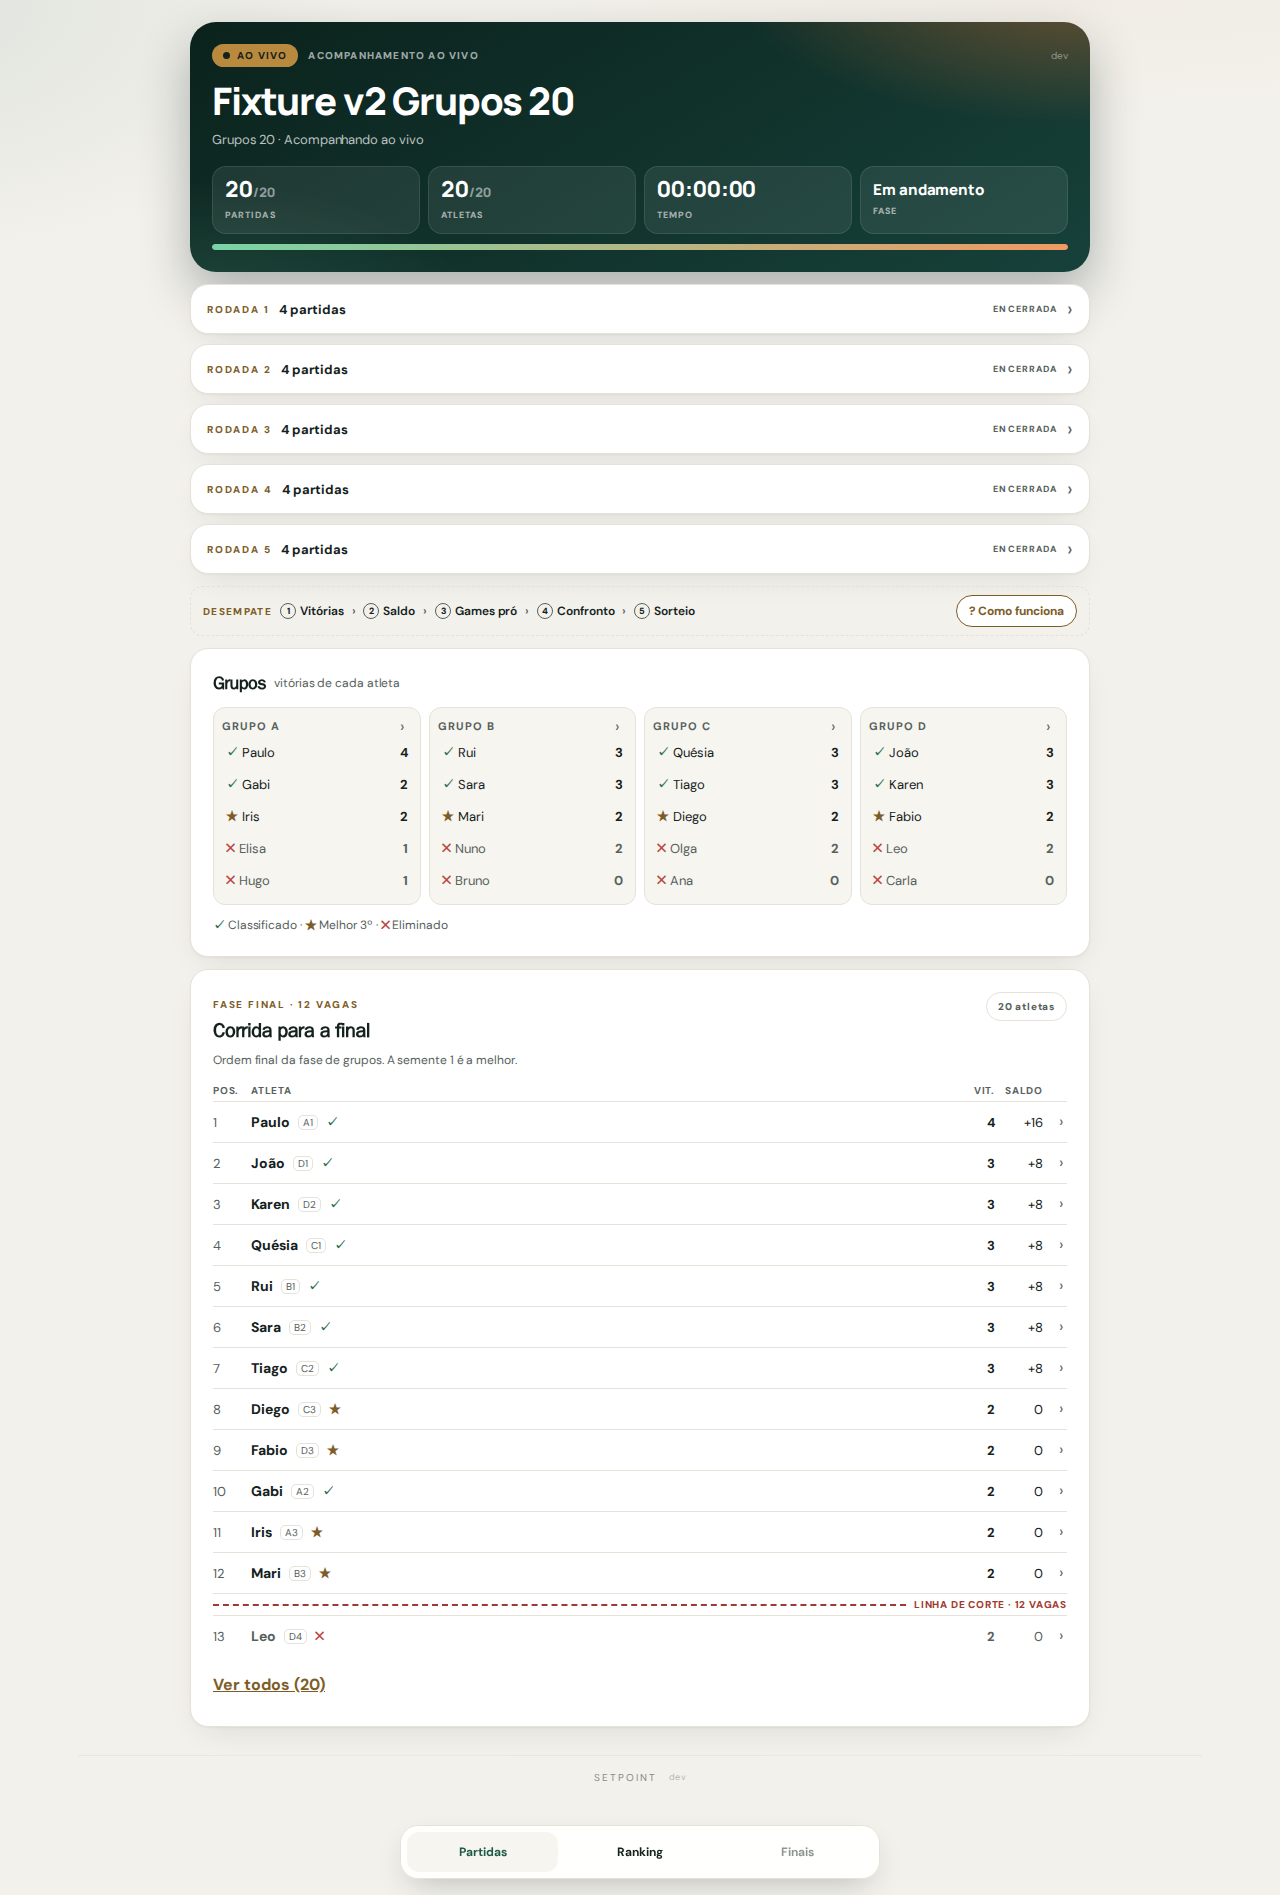 AO VIVO ACOMPANHAMENTO AO VIVO dev
Fixture v2 Grupos 20
Grupos 20 · Acompanhando ao vivo
20/20 20/20 00:00:00 Em andamento
PARTIDAS ATLETAS TEMPO FASE
RODADA 1 4 partidas ENCERRADA ›
RODADA 2 4 partidas ENCERRADA ›
RODADA 3 4 partidas ENCERRADA ›
RODADA 4 4 partidas ENCERRADA ›
RODADA 5 4 partidas ENCERRADA ›
DESEMPATE 1 Vitórias › 2 Saldo › 3 Games pró › 4 Confronto › 5 Sorteio ? Como funciona
Grupos vitórias de cada atleta
GRUPO A › GRUPO B › GRUPO C › GRUPO D ›
✓ Paulo 4 ✓ Rui 3 ✓ Quésia 3 ✓ João 3
✓ Gabi 2 ✓ Sara 3 ✓ Tiago 3 ✓ Karen 3
★ Iris 2 ★ Mari 2 ★ Diego 2 ★ Fabio 2
✕ Elisa 1 ✕ Nuno 2 ✕ Olga 2 ✕ Leo 2
✕ Hugo 1 ✕ Bruno 0 ✕ Ana 0 ✕ Carla 0
✓ Classificado · ★ Melhor 3º · ✕ Eliminado
FASE FINAL · 12 VAGAS 20 atletas
Corrida para a final
Ordem final da fase de grupos. A semente 1 é a melhor.
POS. ATLETA VIT. SALDO
1 Paulo A1 ✓ 4 +16 ›
2 João D1 ✓ 3 +8 ›
3 Karen D2 ✓ 3 +8 ›
4 Quésia C1 ✓ 3 +8 ›
5 Rui B1 ✓ 3 +8 ›
6 Sara B2 ✓ 3 +8 ›
7 Tiago C2 ✓ 3 +8 ›
8 Diego C3 ★ 2 0 ›
9 Fabio D3 ★ 2 0 ›
10 Gabi A2 ✓ 2 0 ›
11 Iris A3 ★ 2 0 ›
12 Mari B3 ★ 2 0 ›
LINHA DE CORTE · 12 VAGAS
13 Leo D4 ✕ 2 0 ›
Ver todos (20)
SETPOINT dev
Partidas Ranking Finais